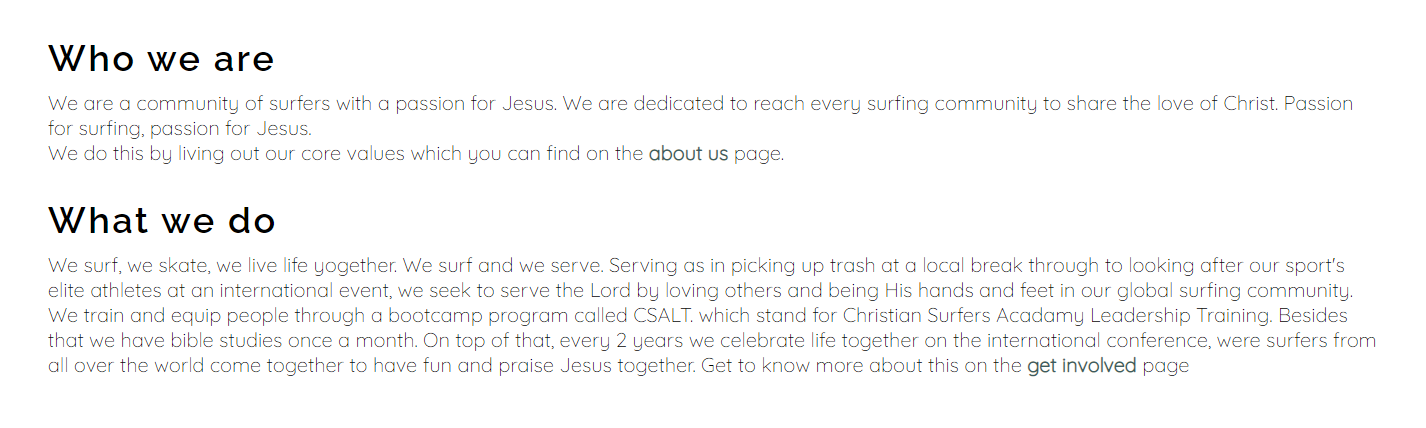 Who we are
We are a community of surfers with a passion for Jesus. We are dedicated to reach every surfing community to share the love of Christ. Passion
for surfing, passion for Jesus.
We do this by living out our core values which you can find on the about us page.
What we do
We surf, we skate, we live life yogether. We surf and we serve. Serving as in picking up trash at a local break through to looking after our sport's
elite athletes at an international event, we seek to serve the Lord by loving others and being His hands and feet in our global surfing community.
We train and equip people through a bootcamp program called CSALT. which stand for Christian Surfers Acadamy Leadership Training. Besides
that we have bible studies once a month. On top of that, every 2 years we celebrate life together on the international conference, were surfers from
all over the world come together to have fun and praise Jesus together. Get to know more about this on the get involved page